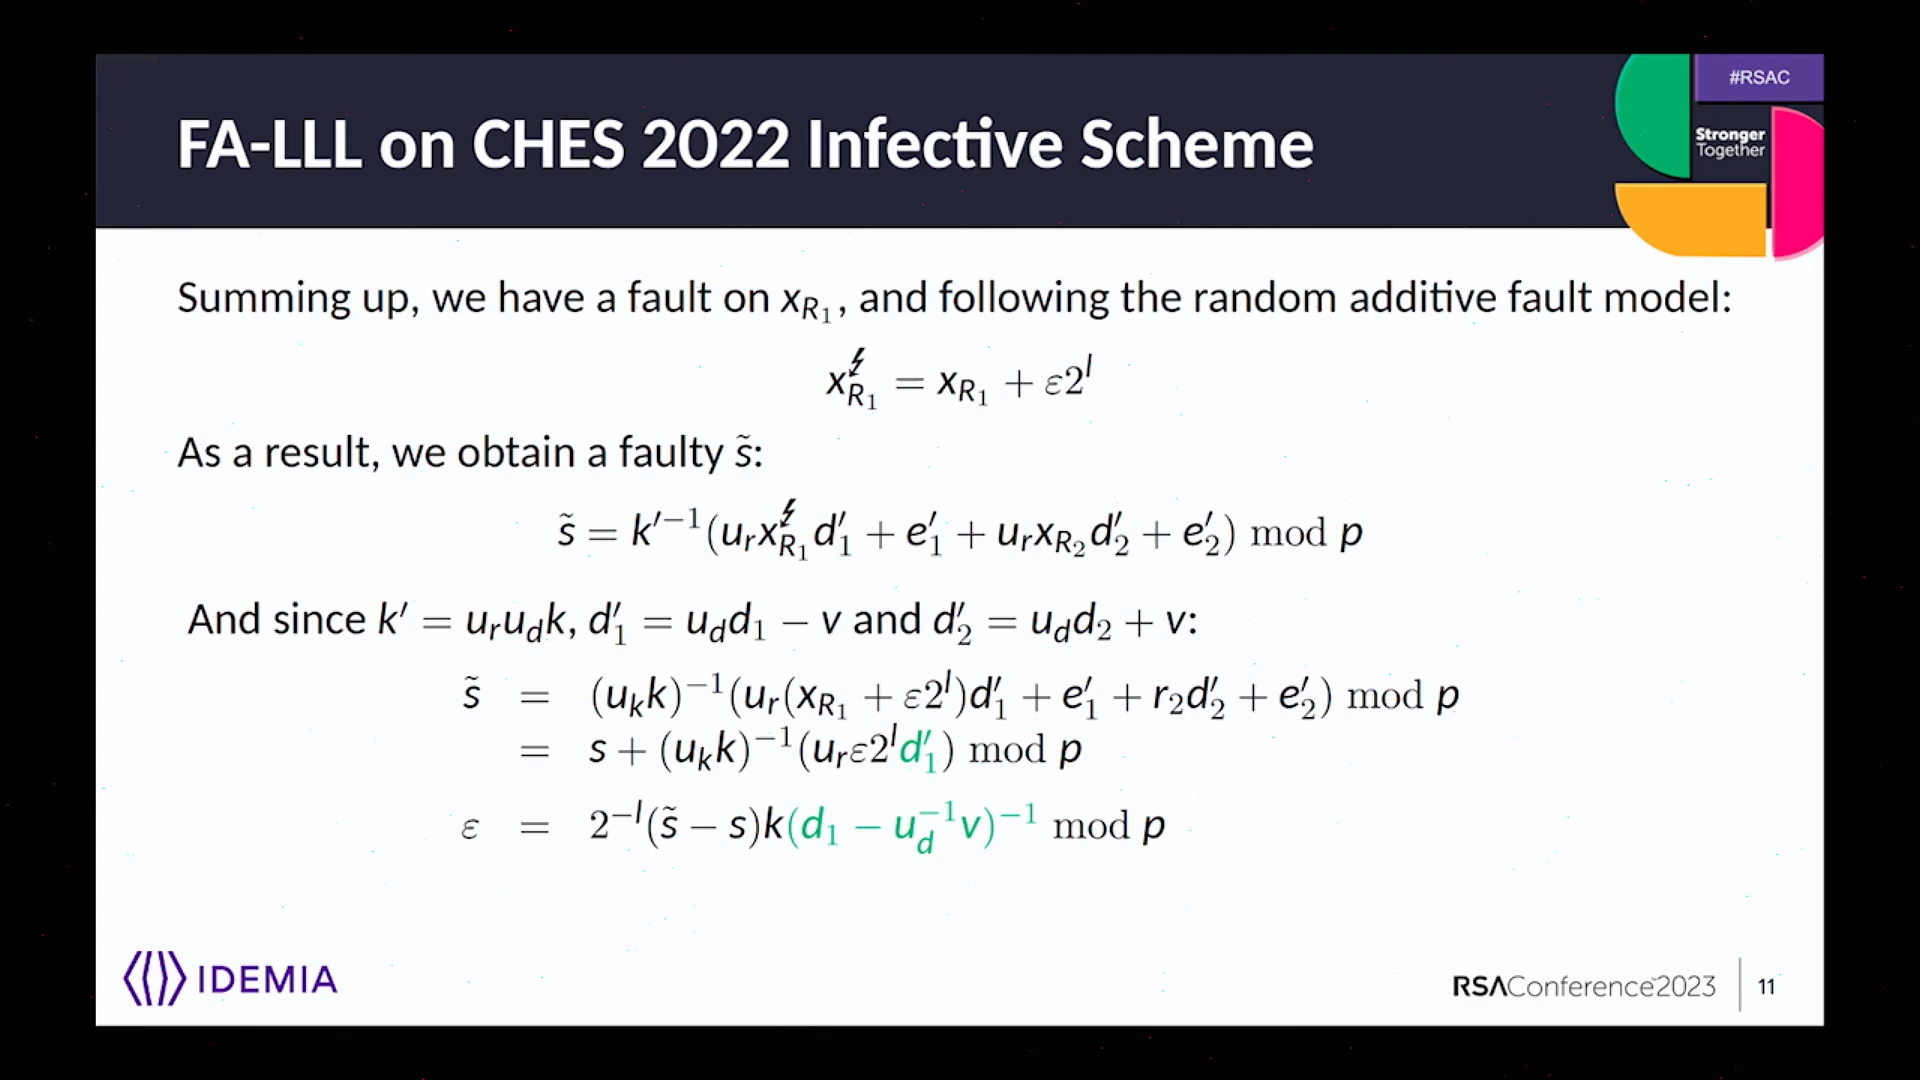 #RSAC
FA-LLL on CHES 2022 Infective Scheme
Stronger
Together
Summing up, we have a fault on x_{R_1}, and following the random additive fault model:
x^{⚡}_{R_1} = x_{R_1} + ε2^l
As a result, we obtain a faulty s̃:
s̃ = k′^{−1}(u_r x^{⚡}_{R_1} d′_1 + e′_1 + u_r x_{R_2} d′_2 + e′_2) mod p
And since k′ = u_r u_d k, d′_1 = u_d d_1 − v and d′_2 = u_d d_2 + v:
s̃ = (u_k k)^{−1}(u_r(x_{R_1} + ε2^l)d′_1 + e′_1 + r_2 d′_2 + e′_2) mod p
= s + (u_k k)^{−1}(u_r ε2^l d′_1) mod p
ε = 2^{−l}(s̃ − s)k(d_1 − u_d^{−1}v)^{−1} mod p
IDEMIA
RSAConference2023
11